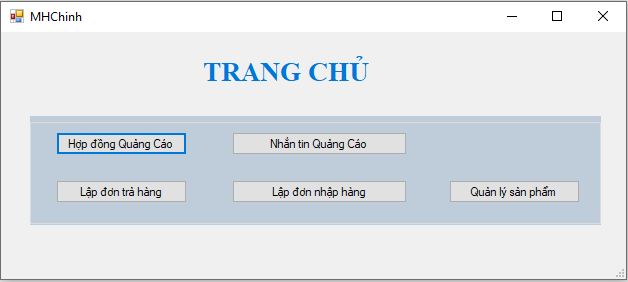 MHChinh
TRANG CHỦ
Hợp đồng Quảng Cáo
Nhắn tin Quảng Cáo
Lập đơn trả hàng
Lập đơn nhập hàng
Quản lý sản phẩm